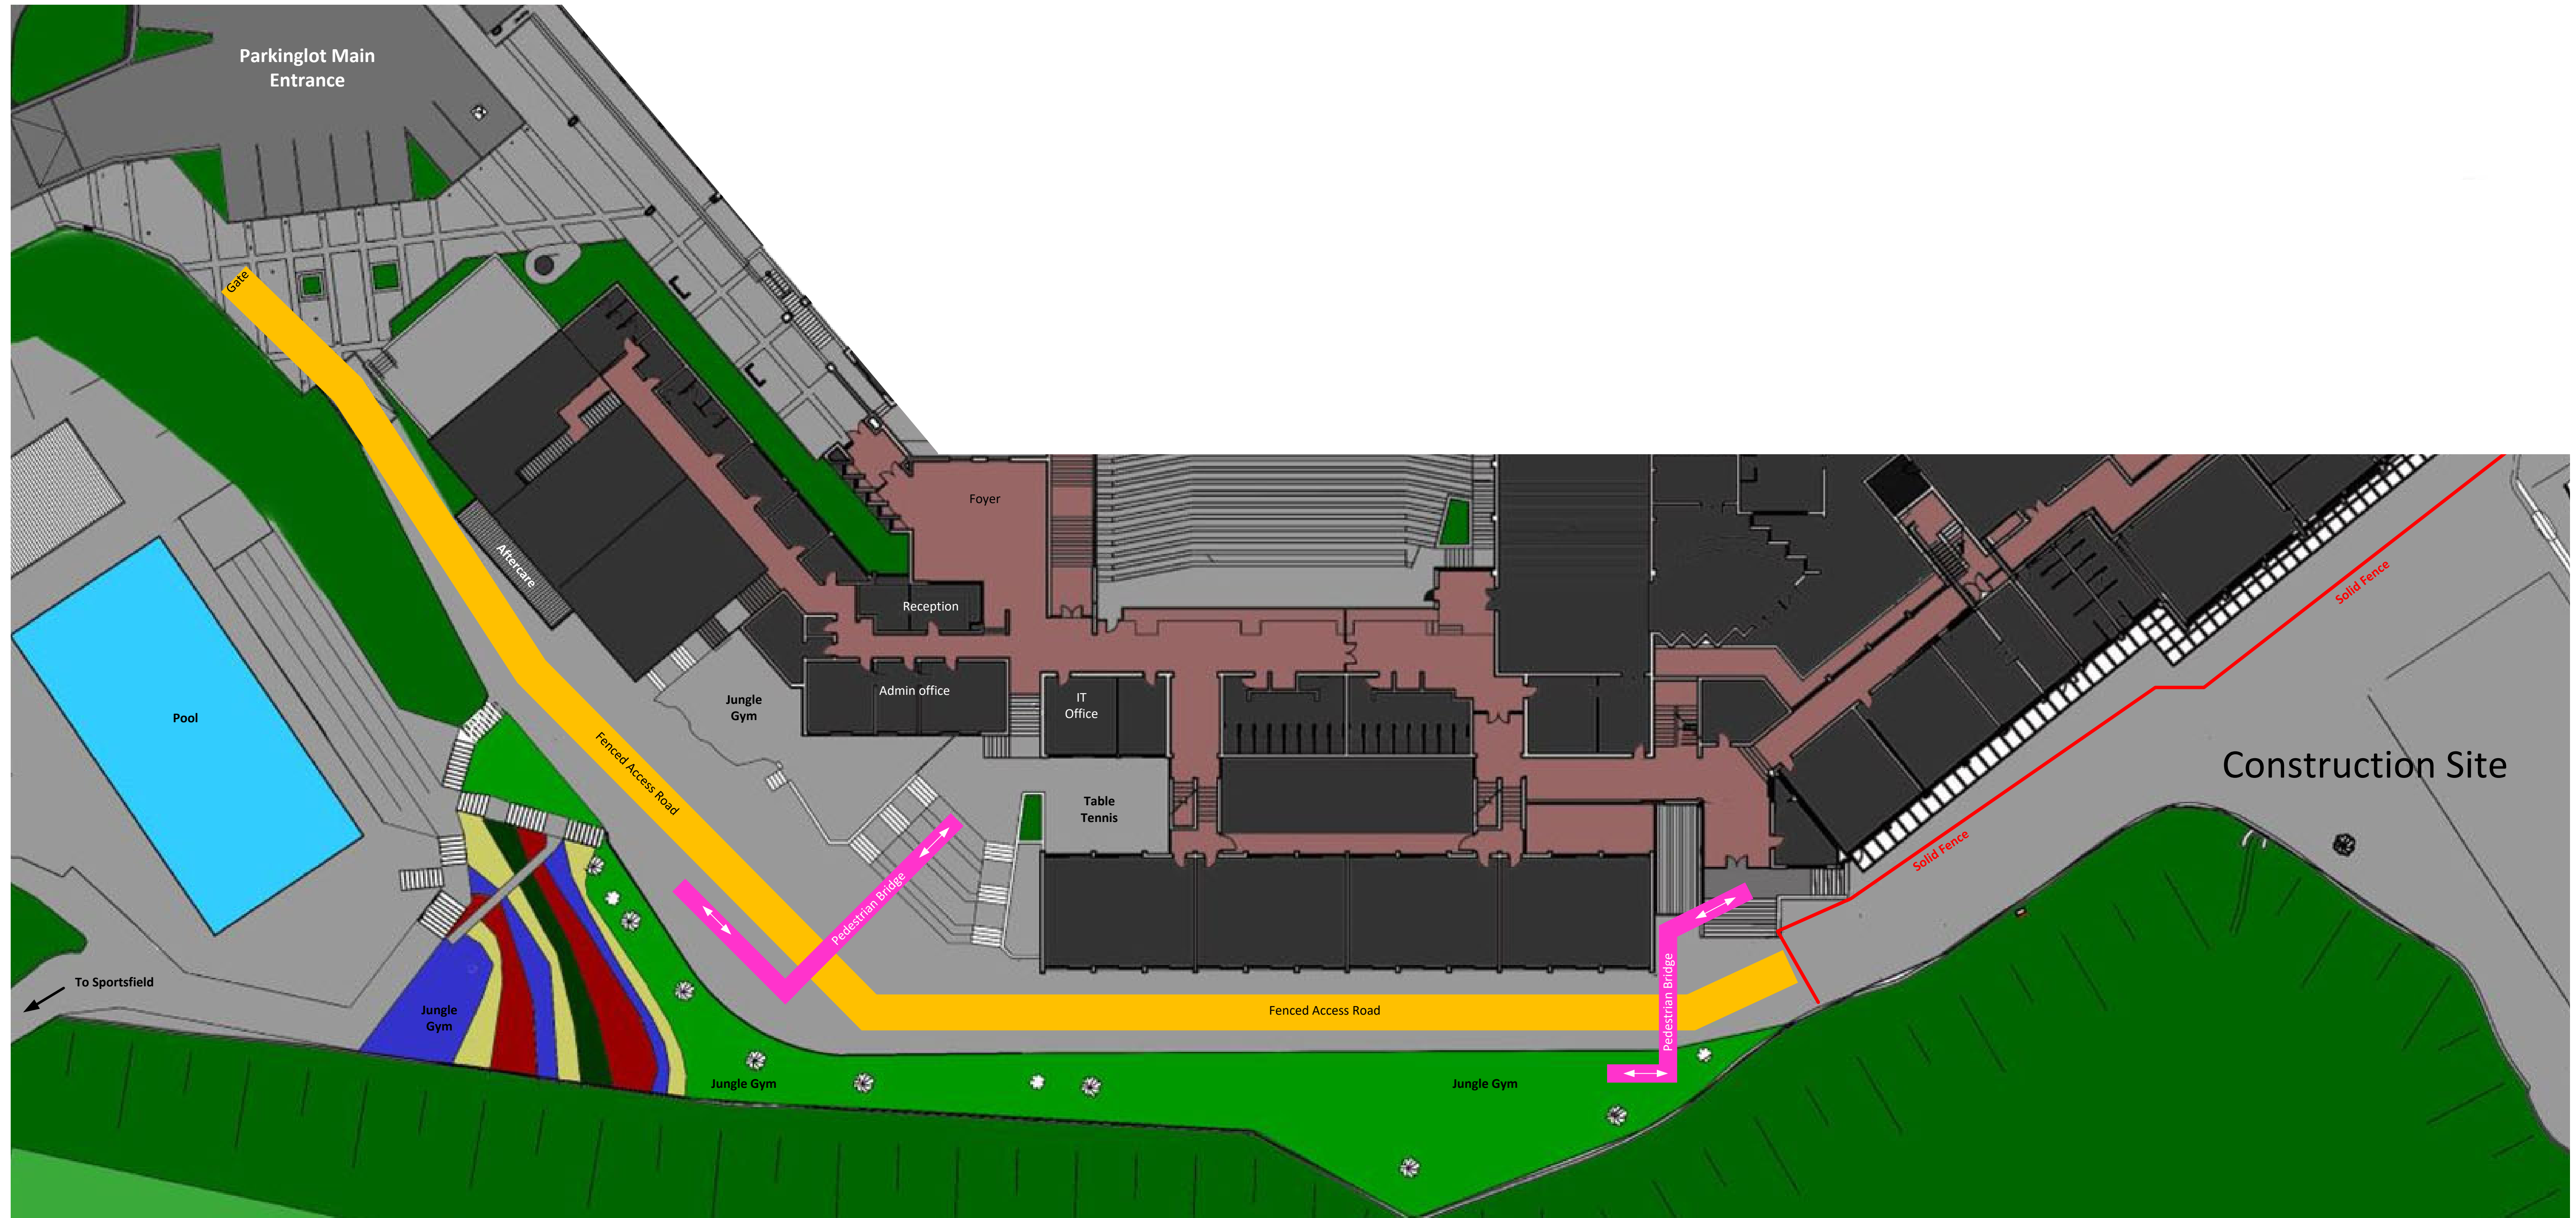 Parkinglot Main
Entrance
Gate
Foyer
Aftercare
Reception
Solid Fence
Admin office
Jungle
Gym
IT
Office
Pool
Fenced Access Road
Construction Site
Table
Tennis
Solid Fence
Pedestrian Bridge
To Sportsfield
Jungle
Gym
Fenced Access Road
Pedestrian Bridge
Jungle Gym
Jungle Gym